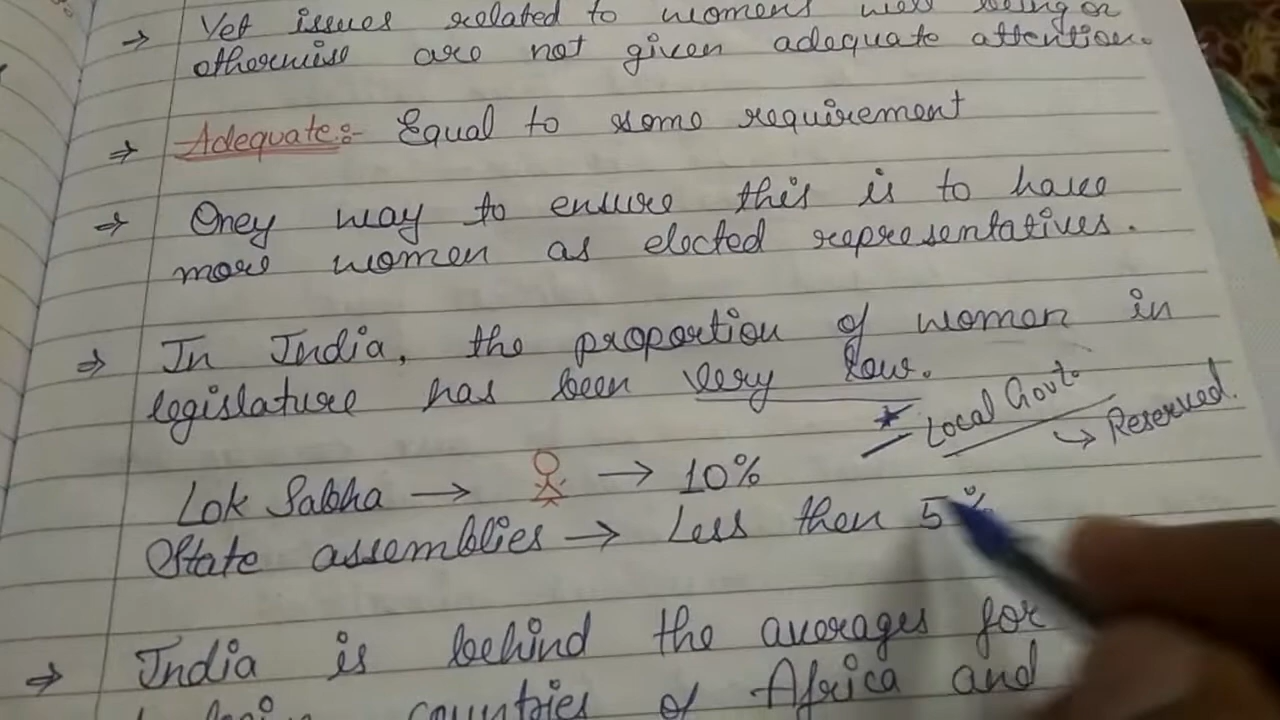 → Yet issues related to womens well being or
otherwise are not given adequate attention.
⇒ Adequate:- Equal to some requirement
⇒ Oney way to ensure this is to have
more women as elected representatives.
⇒ In India, the proportion of women in
legislature has been very low.
* Local Govt.
↳ Reserved.
Lok Sabha → → 10%
State assemblies → Less then 5%
⇒ India is behind the averages for
countries of Africa and